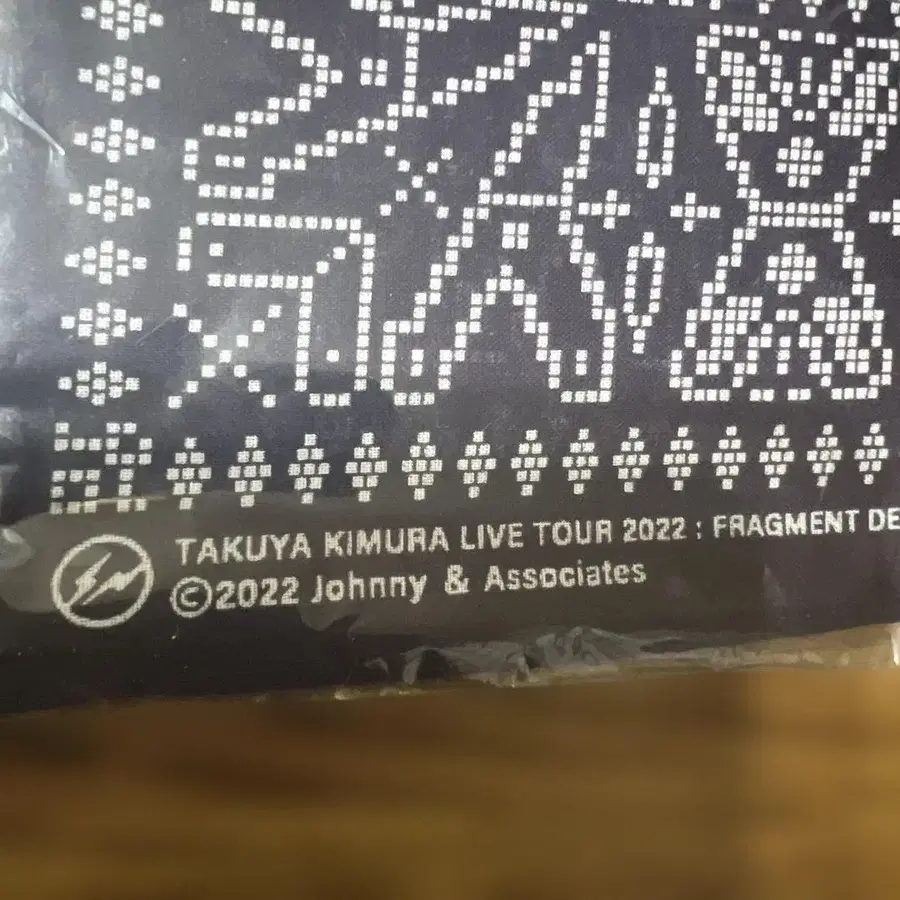 TAKUYA KIMURA LIVE TOUR 2022 : FRAGMENT DE
©2022 Johnny & Associates